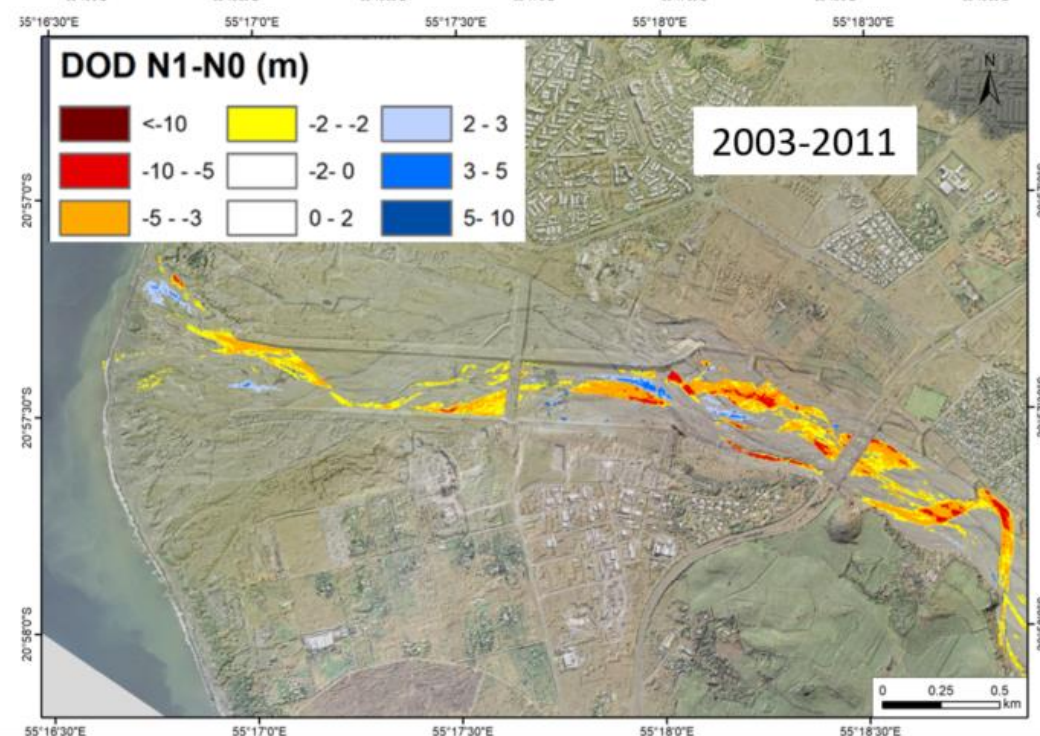 55°16'30"E 55°17'0"E 55°17'30"E 55°18'0"E 55°18'30"E
DOD N1-N0 (m)
<-10 -2 - -2 2 - 3
-10 - -5 -2- 0 3 - 5
-5 - -3 0 - 2 5- 10
2003-2011
N
20°57'0"S
20°57'30"S
20°58'0"S
0 0.25 0.5
km
55°16'30"E 55°17'0"E 55°17'30"E 55°18'0"E 55°18'30"E